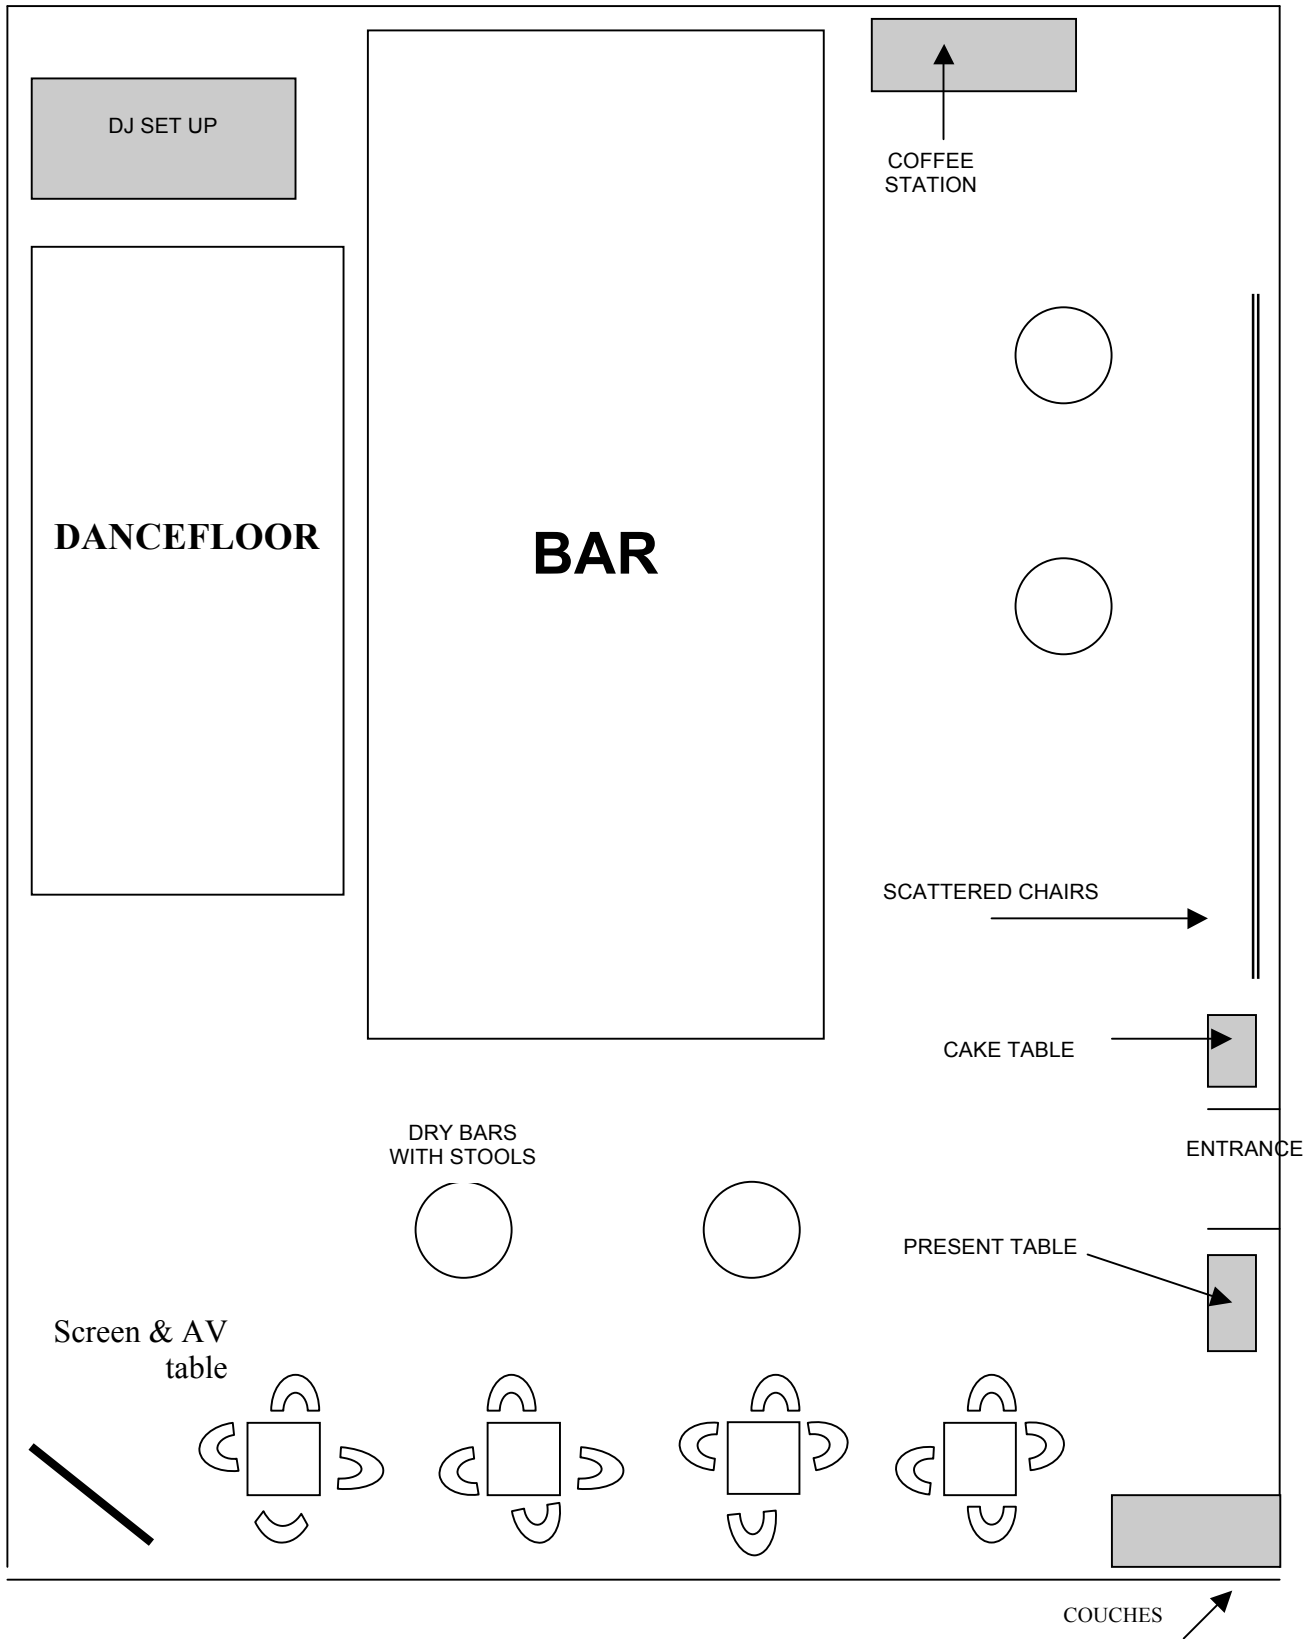 DJ SET UP
COFFEE
STATION
DANCEFLOOR
BAR
SCATTERED CHAIRS
CAKE TABLE
DRY BARS
WITH STOOLS
ENTRANCE
PRESENT TABLE
Screen & AV
table
COUCHES